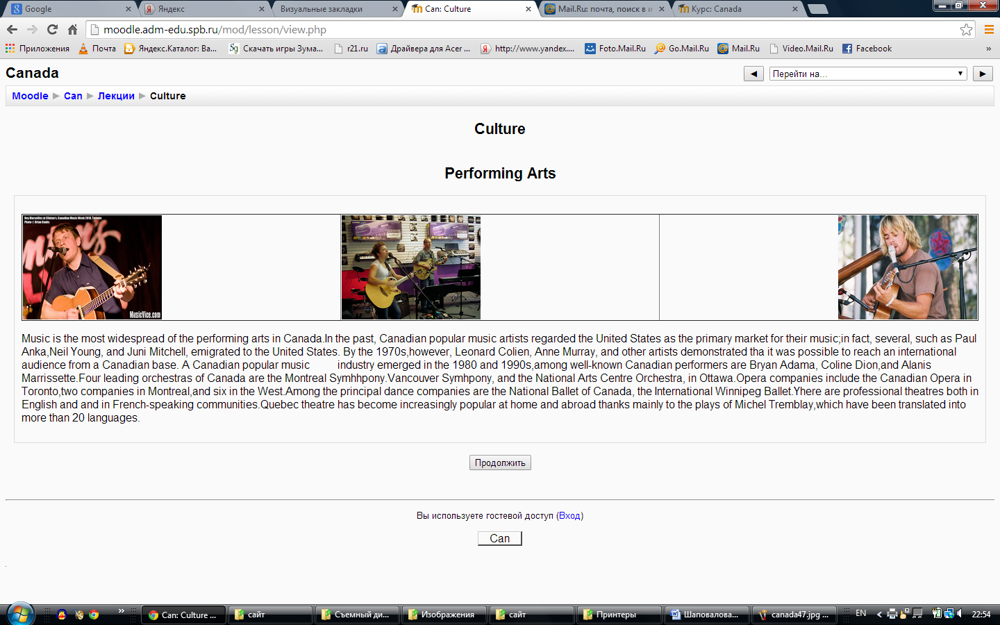 Google
Яндекс
Визуальные закладки
Can: Culture
Mail.Ru: почта, поиск в и
Курс: Canada
moodle.adm-edu.spb.ru/mod/lesson/view.php
Приложения
Почта
Яндекс.Каталог: Ва...
Скачать игры Зума...
r21.ru
Драйвера для Acer ...
http://www.yandex....
Foto.Mail.Ru
Go.Mail.Ru
Mail.Ru
Video.Mail.Ru
Facebook
Canada
Перейти на...
Moodle ► Can ► Лекции ► Culture
Culture
Performing Arts
Roy Marseilles at Clinton's, Canadian Music Week 2010, Toronto
Photo © Brian Banks
MusicVice.com
Music is the most widespread of the performing arts in Canada.In the past, Canadian popular music artists regarded the United States as the primary market for their music;in fact, several, such as Paul
Anka,Neil Young, and Juni Mitchell, emigrated to the United States. By the 1970s,however, Leonard Colien, Anne Murray, and other artists demonstrated tha it was possible to reach an international
audience from a Canadian base. A Canadian popular music industry emerged in the 1980 and 1990s,among well-known Canadian performers are Bryan Adama, Coline Dion,and Alanis
Marrissette.Four leading orchestras of Canada are the Montreal Symhhpony.Vancouver Symhpony, and the National Arts Centre Orchestra, in Ottawa.Opera companies include the Canadian Opera in
Toronto,two companies in Montreal,and six in the West.Among the principal dance companies are the National Ballet of Canada, the International Winnipeg Ballet.Yhere are professional theatres both in
English and and in French-speaking communities.Quebec theatre has become increasingly popular at home and abroad thanks mainly to the plays of Michel Tremblay,which have been translated into
more than 20 languages.
Продолжить
Вы используете гостевой доступ (Вход)
Can
Can: Culture ...
сайт
Съемный ди...
Изображения
сайт
Принтеры
Шаповалова...
canada47.jpg ...
EN
22:54